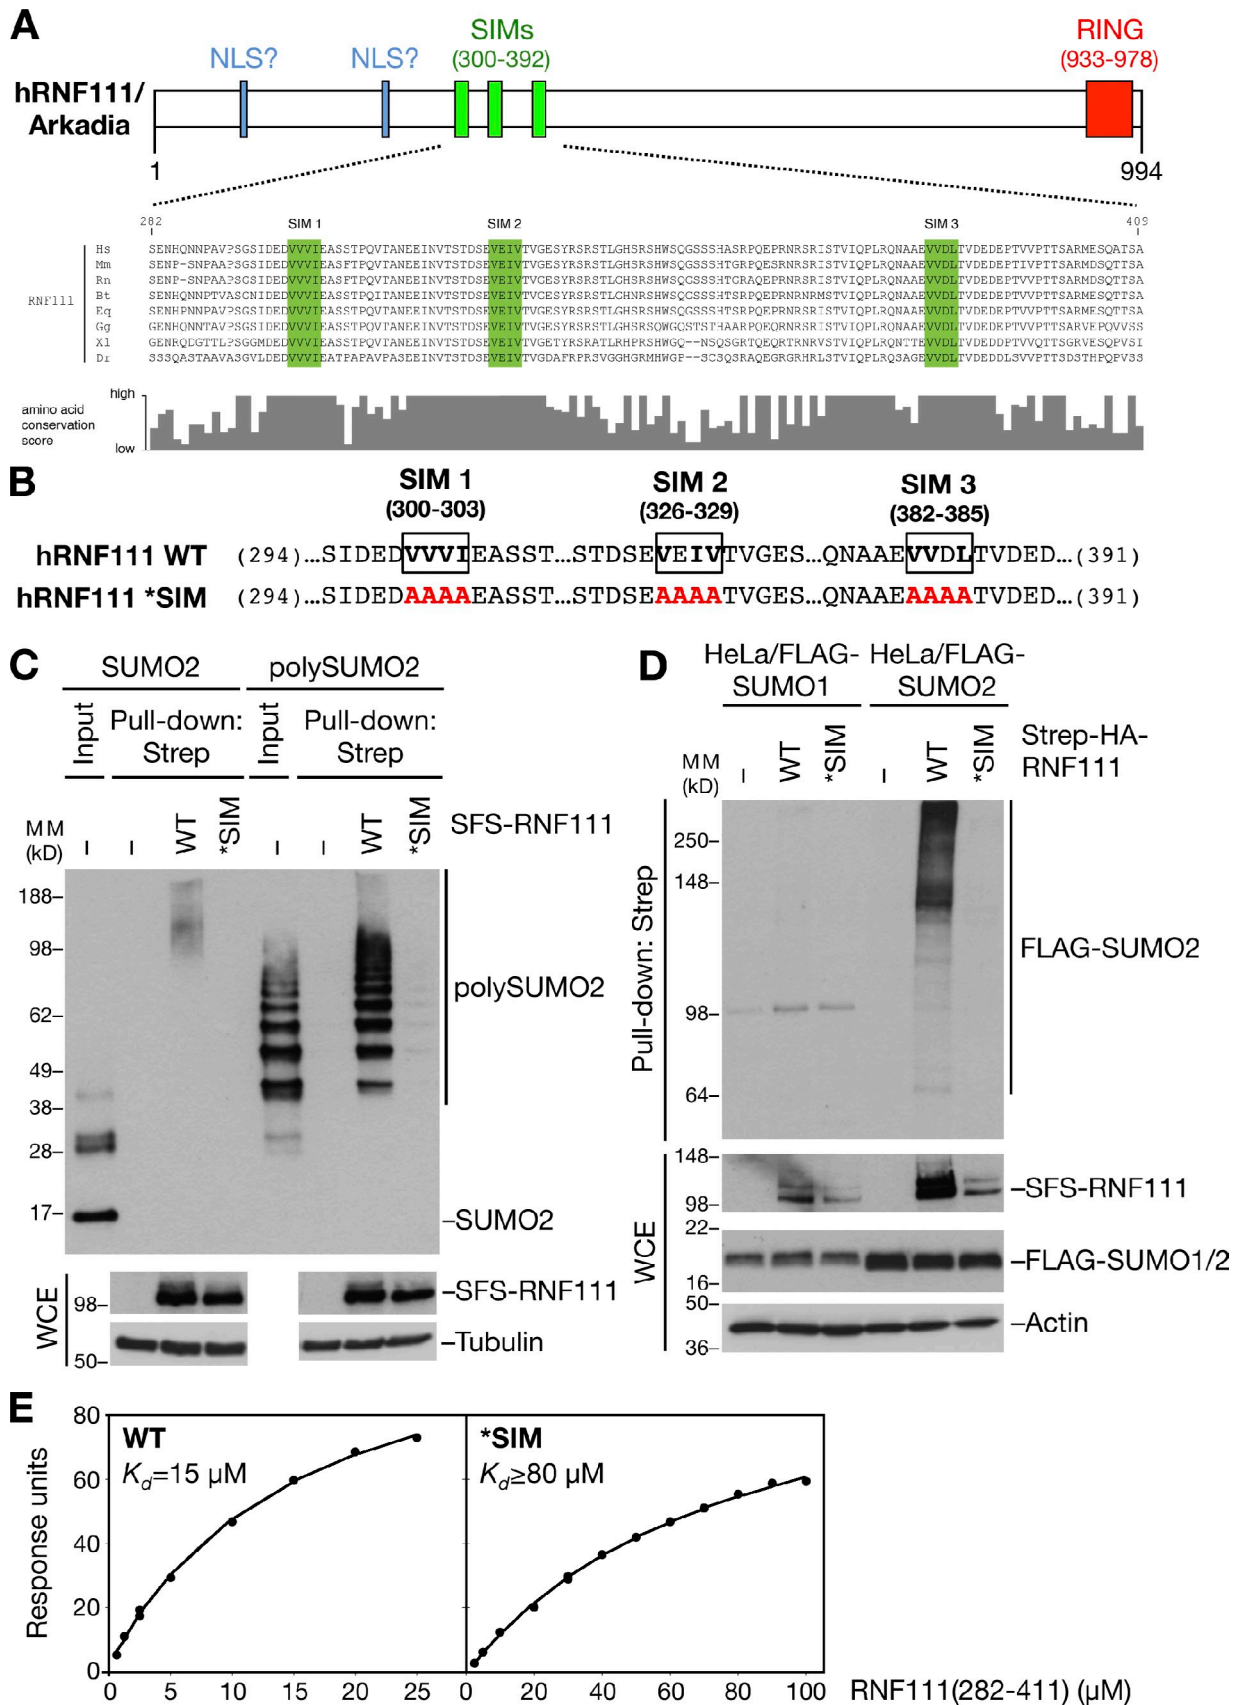 A
NLS?
NLS?
SIMs
(300-392)
RING
(933-978)
hRNF111/
Arkadia
1
994
282
SIM 1
SIM 2
SIM 3
409
RNF111
Hs
Mm
Rn
Bt
Eq
Gg
Xl
Dr
amino acid
conservation
score
high
low
B
SIM 1
(300-303)
SIM 2
(326-329)
SIM 3
(382-385)
hRNF111 WT (294)...SIDEDVVVIEASST...STDSEVEIVTVGES...QNAAEVVDLTVDED...(391)
hRNF111 *SIM (294)...SIDEDAAAAEASST...STDSEAAAATVGES...QNAAEAAAATVDED...(391)
C
SUMO2
polySUMO2
Input
Pull-down:
Strep
Input
Pull-down:
Strep
MM
(kD)
– – WT *SIM – – WT *SIM
SFS-RNF111
188–
98–
62–
49–
38–
28–
17–
polySUMO2
–SUMO2
WCE
98–
–SFS-RNF111
50–
–Tubulin
D
HeLa/FLAG-
SUMO1
HeLa/FLAG-
SUMO2
MM
(kD)
– WT *SIM – WT *SIM
Strep-HA-
RNF111
Pull-down: Strep
250–
148–
98–
64–
FLAG-SUMO2
WCE
148–
98–
–SFS-RNF111
22–
16–
–FLAG-SUMO1/2
50–
36–
–Actin
E
Response units
80
60
40
20
0
WT
Kd=15 µM
*SIM
Kd≥80 µM
0 5 10 15 20 25
0 20 40 60 80 100
RNF111(282-411) (µM)